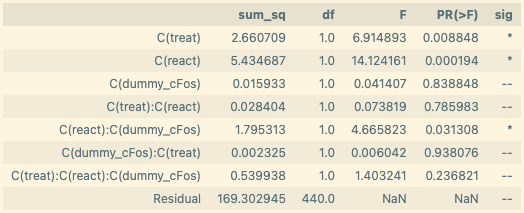 sum_sq df F PR(>F) sig
C(treat) 2.660709 1.0 6.914893 0.008848 *
C(react) 5.434687 1.0 14.124161 0.000194 *
C(dummy_cFos) 0.015933 1.0 0.041407 0.838848 --
C(treat):C(react) 0.028404 1.0 0.073819 0.785983 --
C(react):C(dummy_cFos) 1.795313 1.0 4.665823 0.031308 *
C(dummy_cFos):C(treat) 0.002325 1.0 0.006042 0.938076 --
C(treat):C(react):C(dummy_cFos) 0.539938 1.0 1.403241 0.236821 --
Residual 169.302945 440.0 NaN NaN --